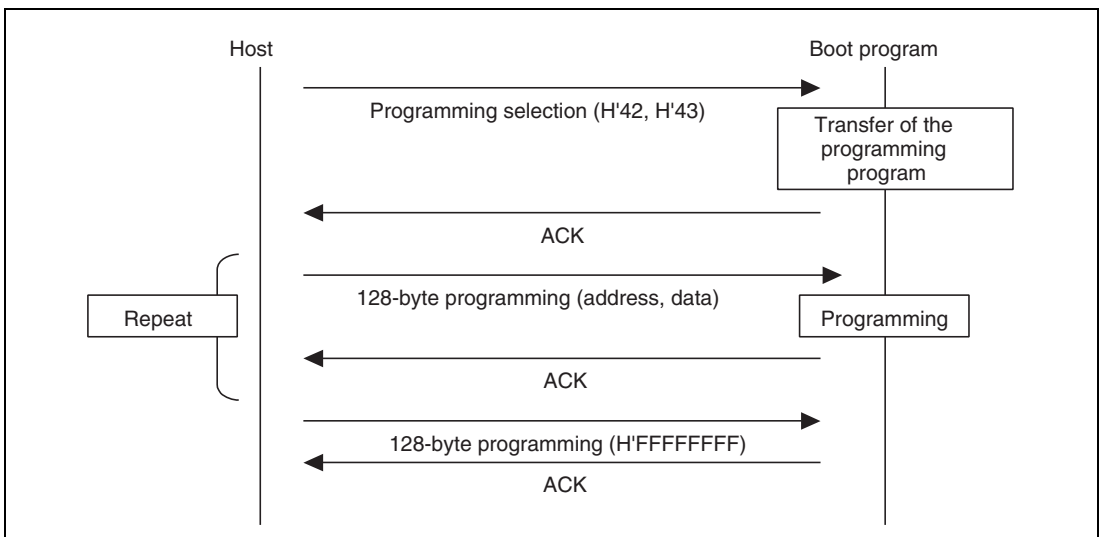 Host
Boot program
Programming selection (H'42, H'43)
Transfer of the
programming
program
ACK
128-byte programming (address, data)
Repeat
Programming
ACK
128-byte programming (H'FFFFFFFF)
ACK